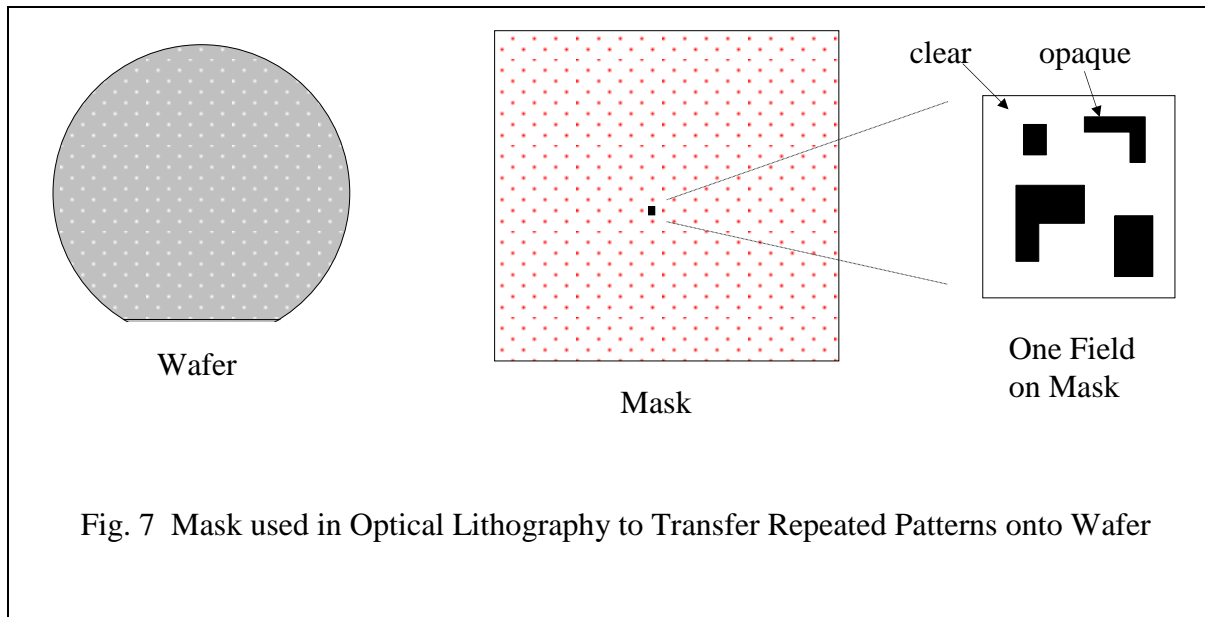 clear
opaque
Wafer
Mask
One Field
on Mask
Fig. 7 Mask used in Optical Lithography to Transfer Repeated Patterns onto Wafer